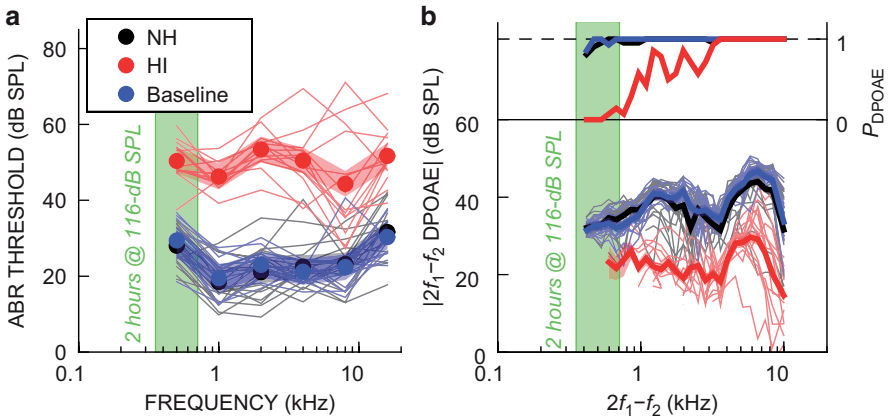 a
NH
HI
Baseline
ABR THRESHOLD (dB SPL)
80
60
40
20
0
2 hours @ 116-dB SPL
0.1
1
10
FREQUENCY (kHz)
b
|2f₁−f₂ DPOAE| (dB SPL)
60
40
20
0
2 hours @ 116-dB SPL
1
0
P_DPOAE
0.1
1
10
2f₁−f₂ (kHz)